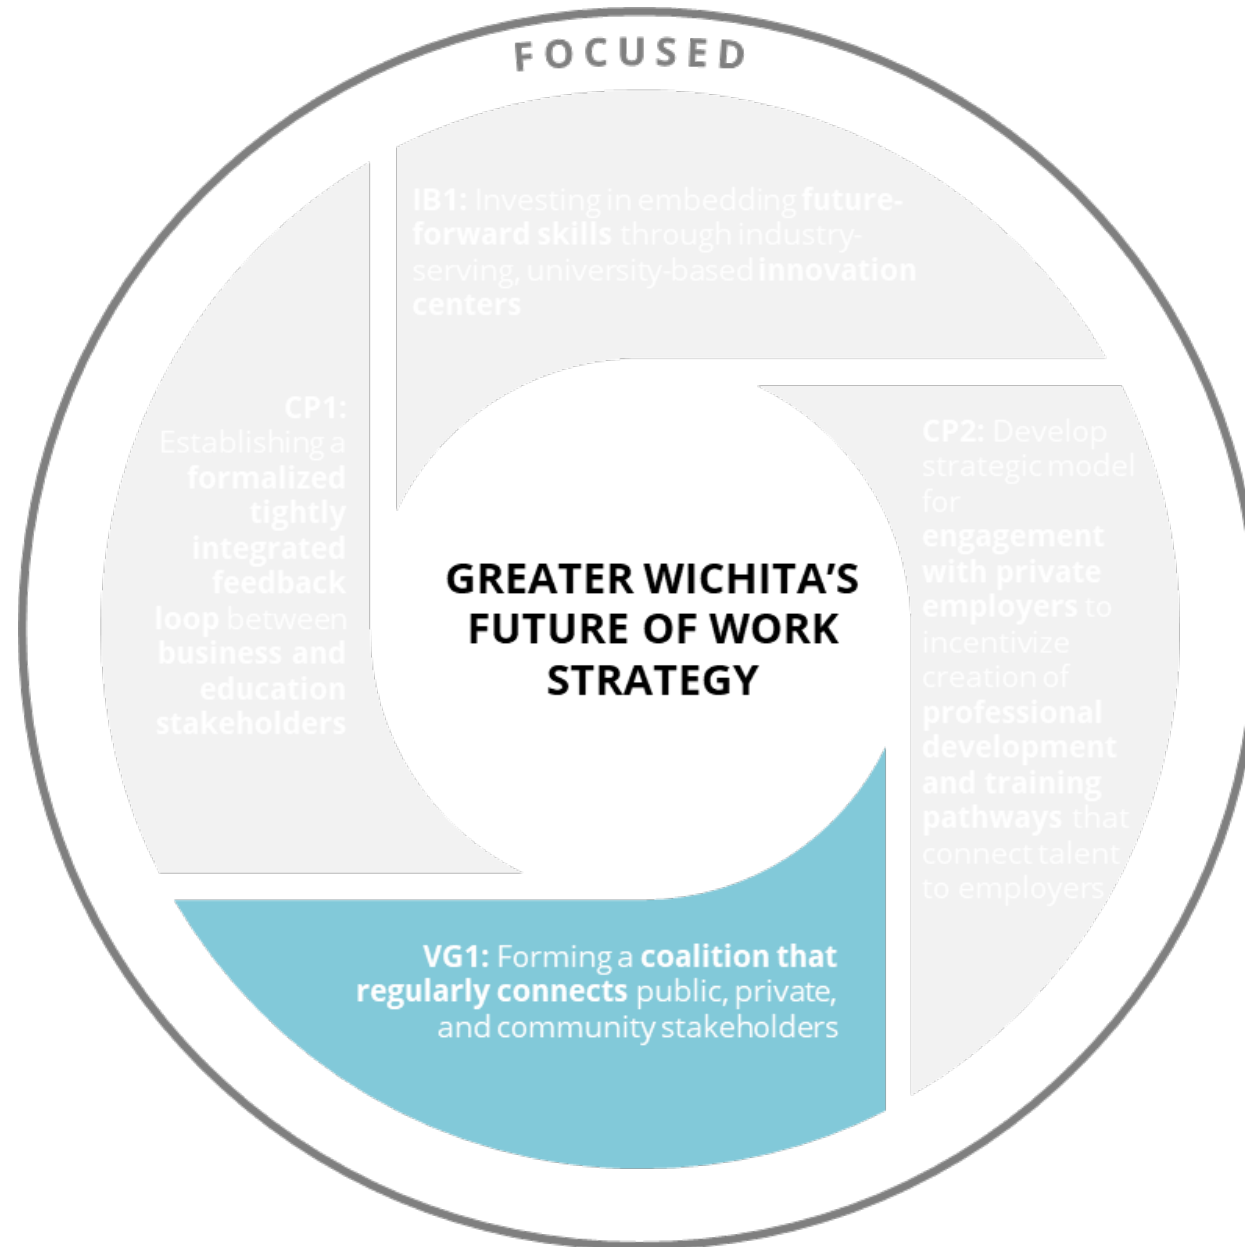 FOCUSED
IB1: Investing in embedding future-
forward skills through industry-
serving, university-based innovation
centers
CP1:
Establishing a
formalized
tightly
integrated
feedback
loop between
business and
education
stakeholders
CP2: Develop
strategic model
for
engagement
with private
employers to
incentivize
creation of
professional
development
and training
pathways that
connect talent
to employers
GREATER WICHITA’S
FUTURE OF WORK
STRATEGY
VG1: Forming a coalition that
regularly connects public, private,
and community stakeholders